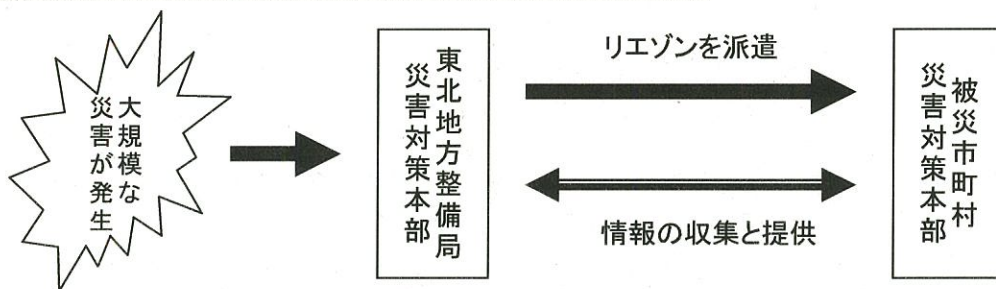 大規模な
災害が発生
東北地方整備局
災害対策本部
リエゾンを派遣
情報の収集と提供
被災市町村
災害対策本部